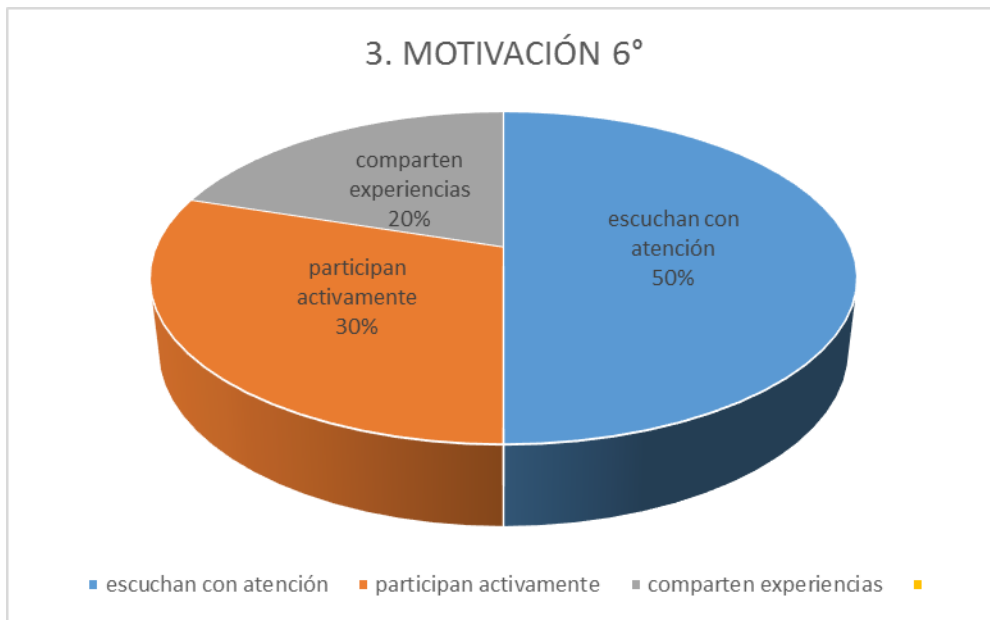 3. MOTIVACIÓN 6°
comparten
experiencias
20%
escuchan con
atención
50%
participan
activamente
30%
escuchan con atención participan activamente comparten experiencias